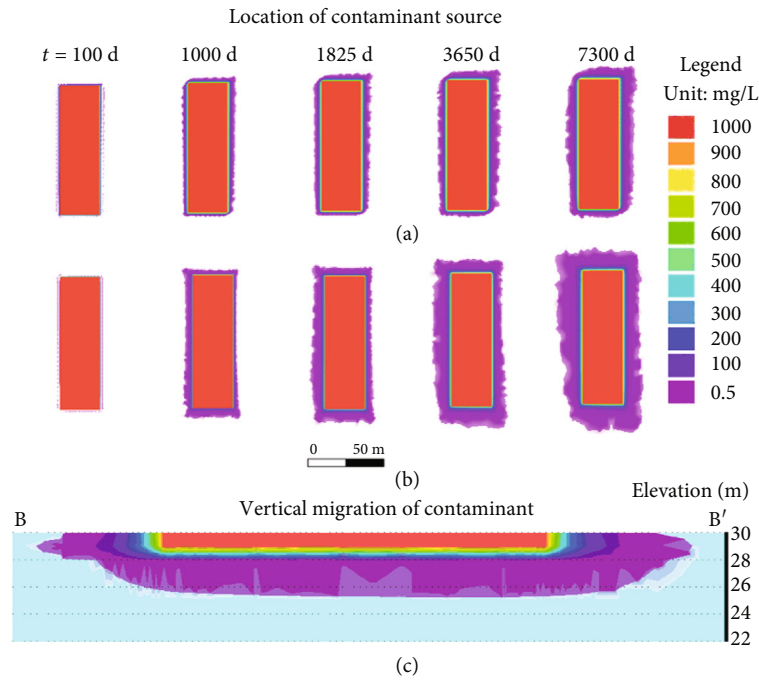 Location of contaminant source
t = 100 d 1000 d 1825 d 3650 d 7300 d
Legend
Unit: mg/L
1000
900
800
700
600
500
400
300
200
100
0.5
(a)
0 50 m
(b)
Elevation (m)
Vertical migration of contaminant
B B′
30
28
26
24
22
(c)